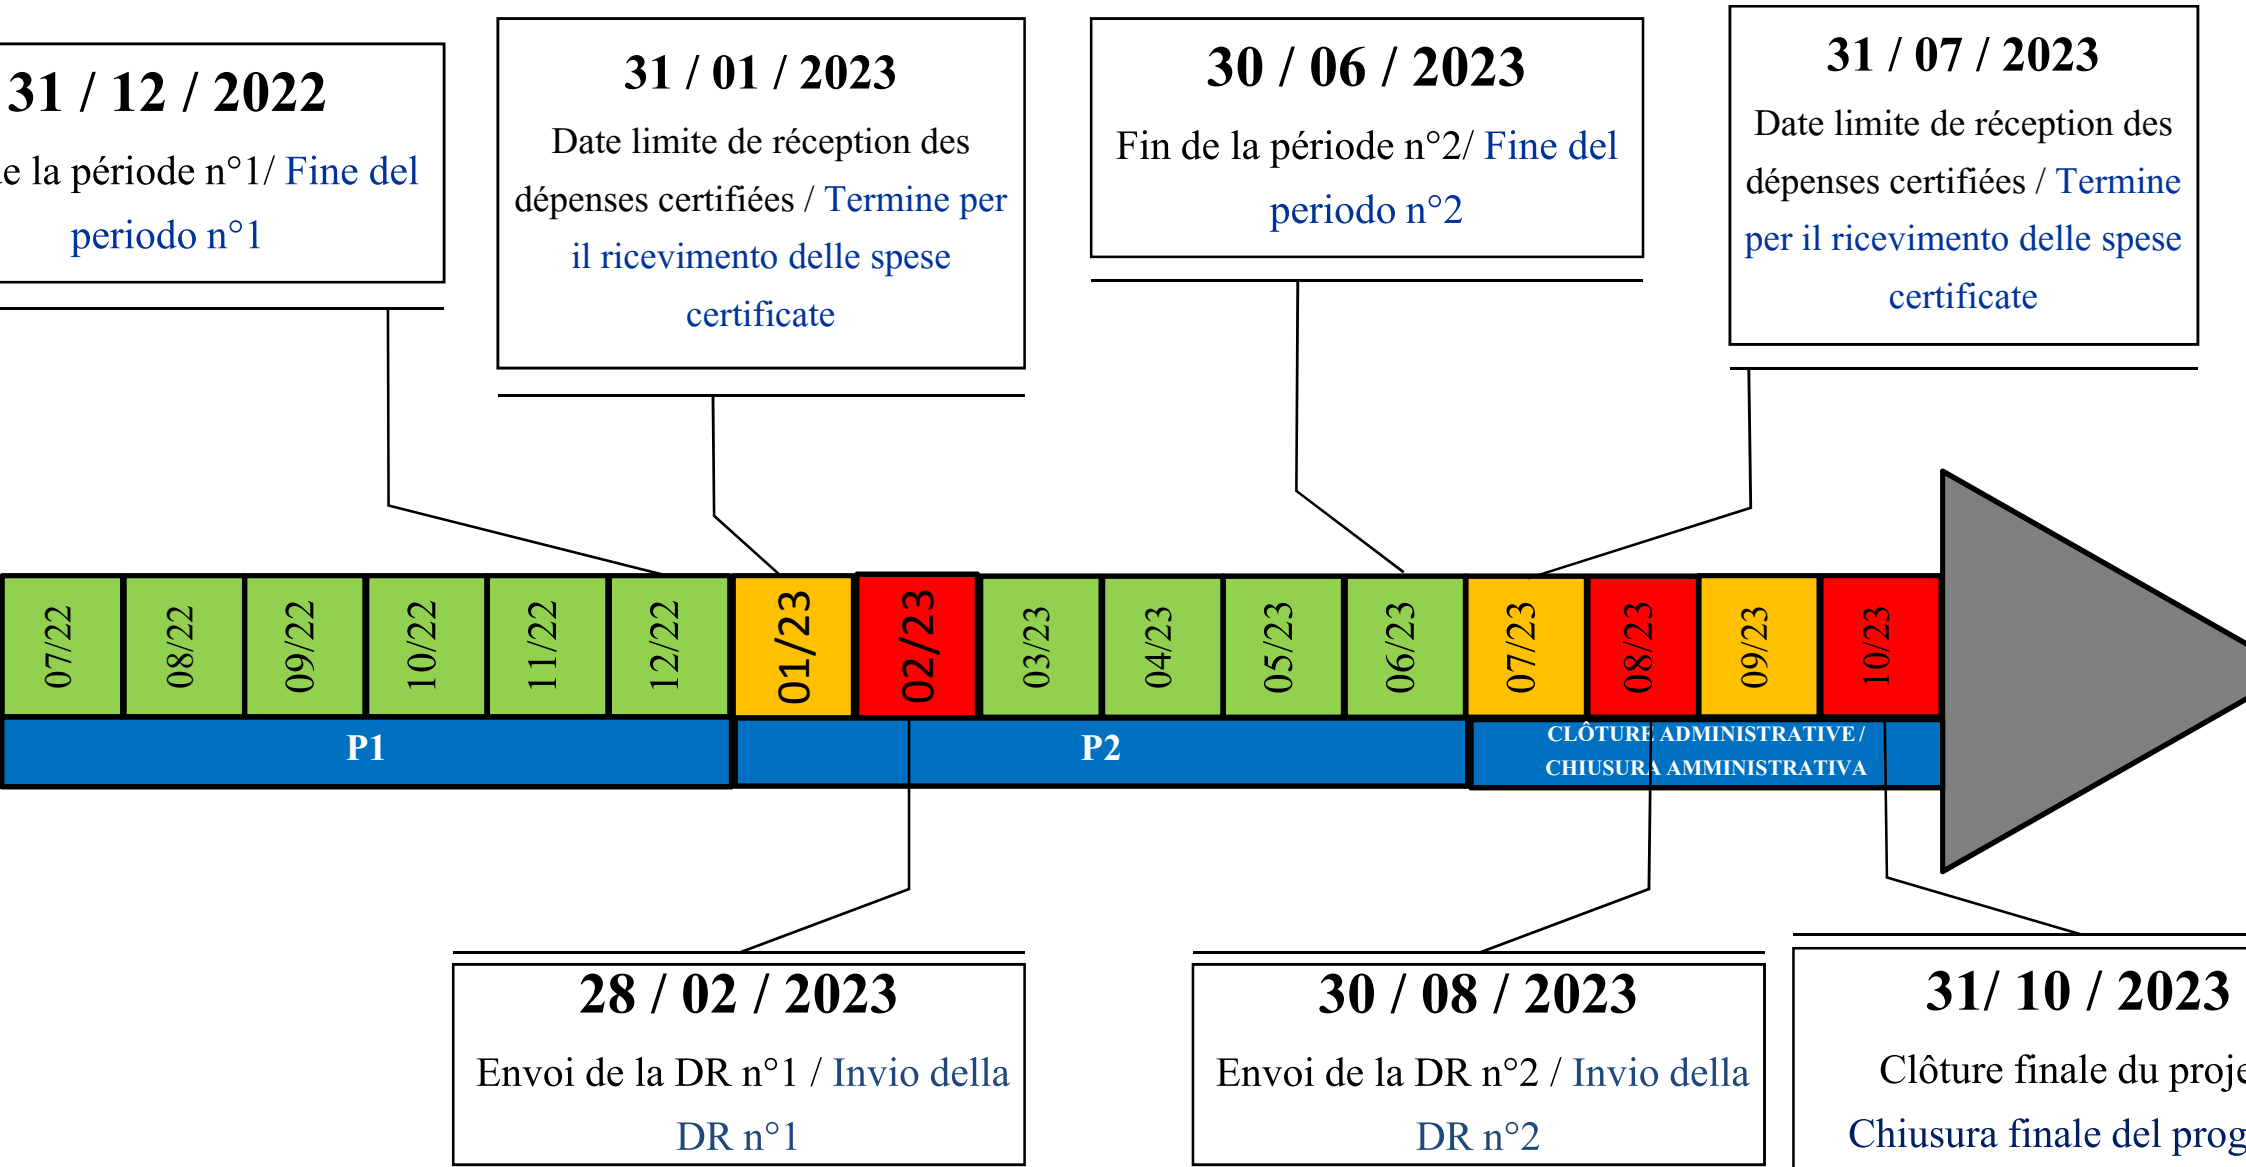 31 / 12 / 2022
e la période n°1/ Fine del
periodo n°1
31 / 01 / 2023
Date limite de réception des
dépenses certifiées / Termine per
il ricevimento delle spese
certificate
30 / 06 / 2023
Fin de la période n°2/ Fine del
periodo n°2
31 / 07 / 2023
Date limite de réception des
dépenses certifiées / Termine
per il ricevimento delle spese
certificate
07/22
08/22
09/22
10/22
11/22
12/22
01/23
02/23
03/23
04/23
05/23
06/23
07/23
08/23
09/23
10/23
P1
P2
CLÔTURE ADMINISTRATIVE /
CHIUSURA AMMINISTRATIVA
28 / 02 / 2023
Envoi de la DR n°1 / Invio della
DR n°1
30 / 08 / 2023
Envoi de la DR n°2 / Invio della
DR n°2
31/ 10 / 2023
Clôture finale du proje
Chiusura finale del prog